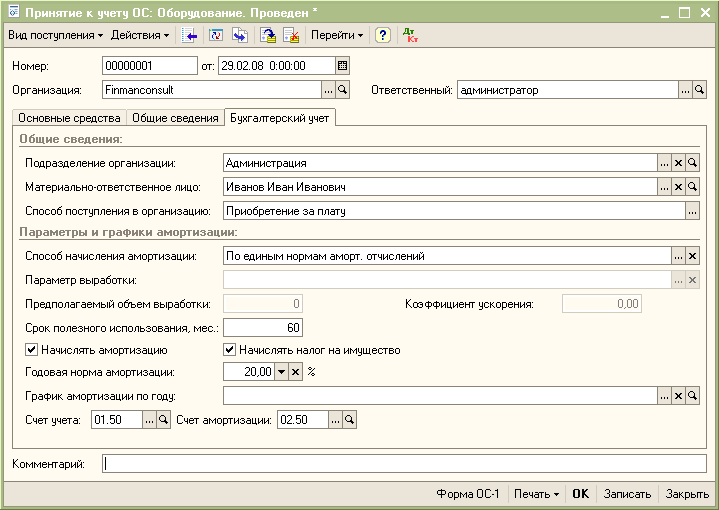 Принятие к учету ОС: Оборудование. Проведен *
Вид поступления Действия Перейти ? Дт Кт
Номер: 00000001 от: 29.02.08 0:00:00
Организация: Finmanconsult ... Ответственный: администратор ...
Основные средства Общие сведения Бухгалтерский учет
Общие сведения:
Подразделение организации: Администрация ...
Материально-ответственное лицо: Иванов Иван Иванович ...
Способ поступления в организацию: Приобретение за плату ...
Параметры и графики амортизации:
Способ начисления амортизации: По единым нормам аморт. отчислений ...
Параметр выработки: ...
Предполагаемый объем выработки: 0 Коэффициент ускорения: 0,00
Срок полезного использования, мес.: 60
Начислять амортизацию Начислять налог на имущество
Годовая норма амортизации: 20,00 %
График амортизации по году: ...
Счет учета: 01.50 ... Счет амортизации: 02.50 ...
Комментарий:
Форма ОС-1 Печать OK Записать Закрыть